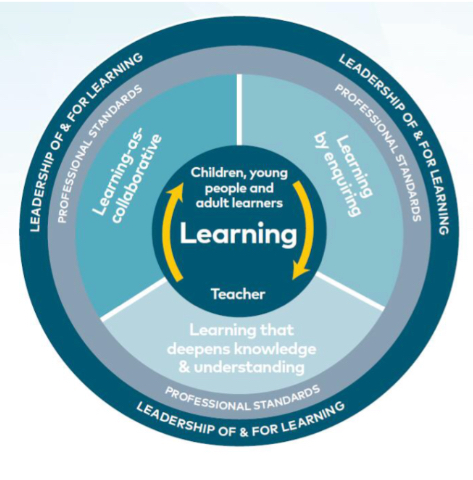 LEADERSHIP OF & FOR LEARNING
LEADERSHIP OF & FOR LEARNING
PROFESSIONAL STANDARDS
PROFESSIONAL STANDARDS
Learning-as-
collaborative
Learning
by enquiring
Children, young
people and
adult learners
Learning
Teacher
Learning that
deepens knowledge
& understanding
PROFESSIONAL STANDARDS
LEADERSHIP OF & FOR LEARNING